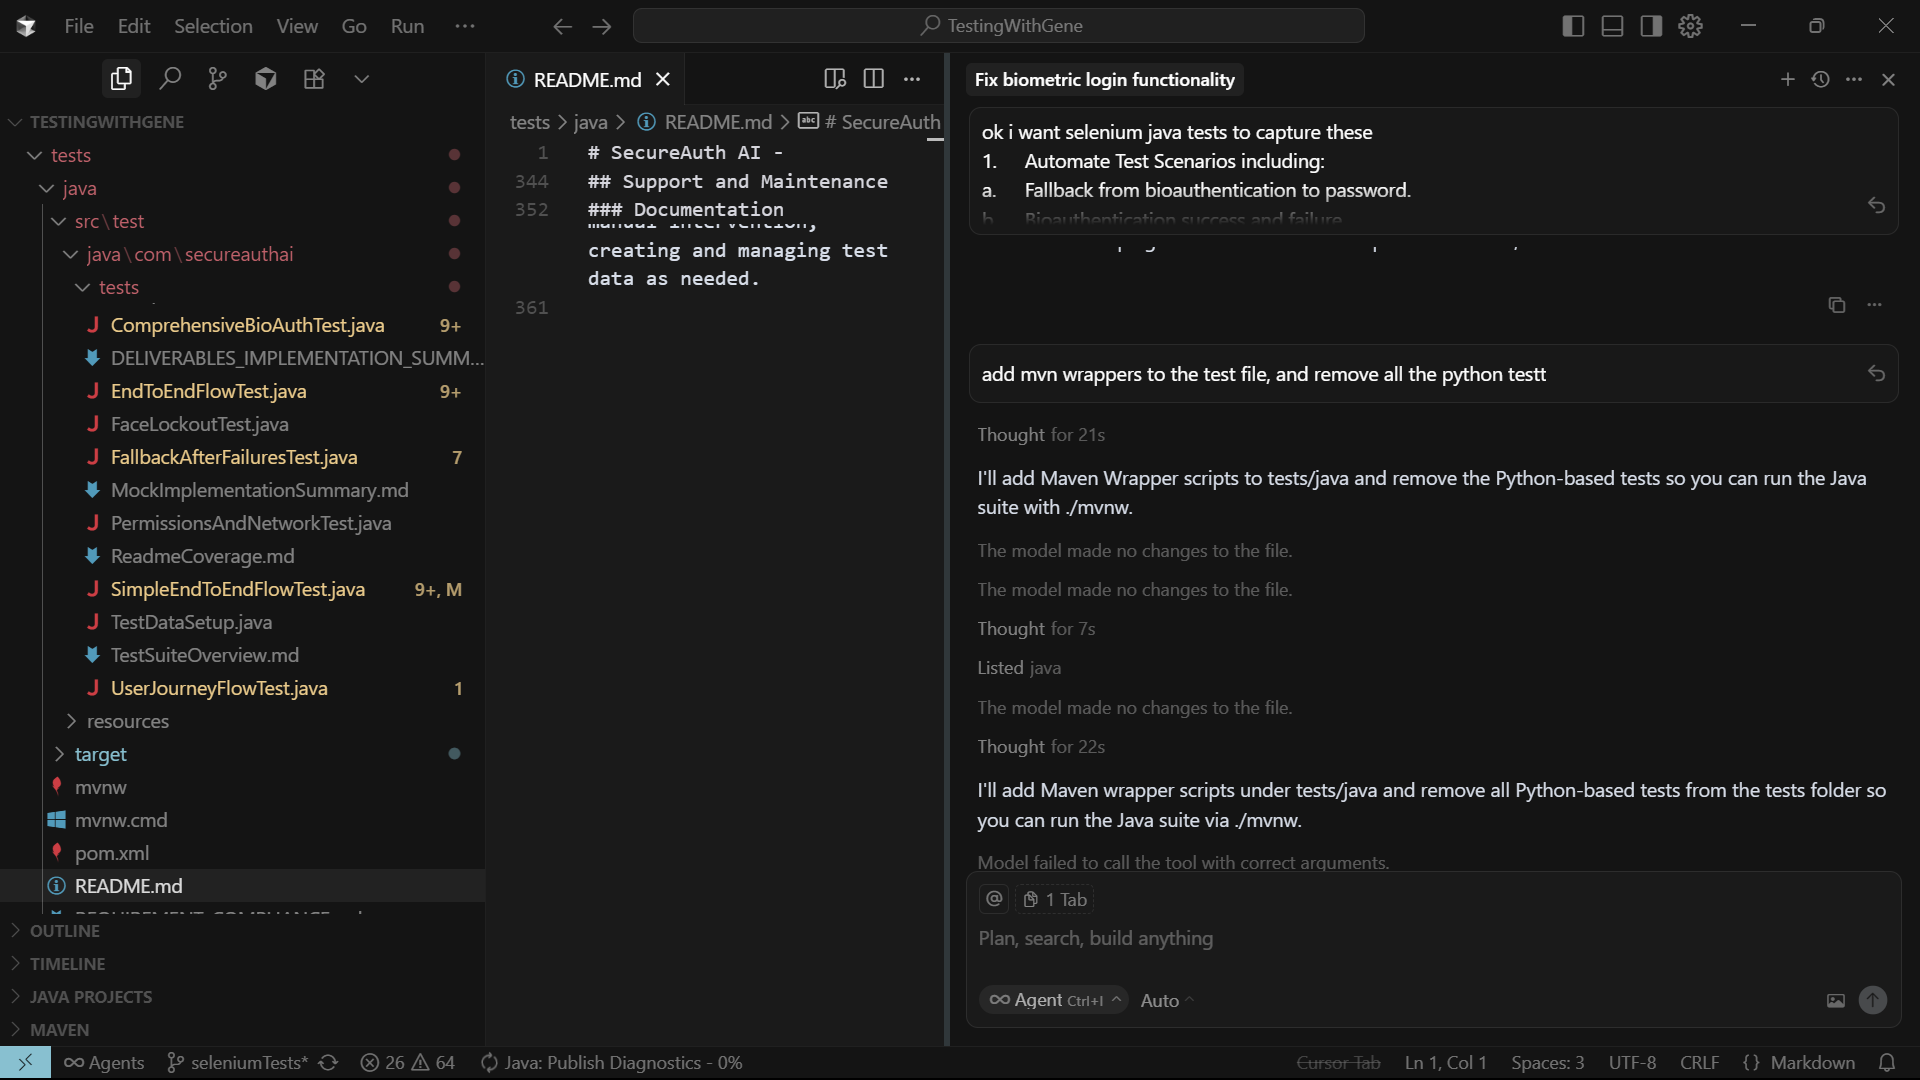 File Edit Selection View Go Run ···
TestingWithGene
TESTINGWITHGENE
tests
java
src\test
java\com\secureauthai
tests
ComprehensiveBioAuthTest.java 9+
DELIVERABLES_IMPLEMENTATION_SUMM...
EndToEndFlowTest.java 9+
FaceLockoutTest.java
FallbackAfterFailuresTest.java 7
MockImplementationSummary.md
PermissionsAndNetworkTest.java
ReadmeCoverage.md
SimpleEndToEndFlowTest.java 9+, M
TestDataSetup.java
TestSuiteOverview.md
UserJourneyFlowTest.java 1
resources
target
mvnw
mvnw.cmd
pom.xml
README.md
OUTLINE
TIMELINE
JAVA PROJECTS
MAVEN
README.md
tests > java > README.md > # SecureAuth
1 # SecureAuth AI -
344 ## Support and Maintenance
352 ### Documentation
manual intervention,
creating and managing test
data as needed.
361
Fix biometric login functionality
ok i want selenium java tests to capture these
1. Automate Test Scenarios including:
a. Fallback from bioauthentication to password.
b. Bioauthentication success and failure
add mvn wrappers to the test file, and remove all the python testt
Thought for 21s
I'll add Maven Wrapper scripts to tests/java and remove the Python-based tests so you can run the Java
suite with ./mvnw.
The model made no changes to the file.
The model made no changes to the file.
Thought for 7s
Listed java
The model made no changes to the file.
Thought for 22s
I'll add Maven wrapper scripts under tests/java and remove all Python-based tests from the tests folder so
you can run the Java suite via ./mvnw.
Model failed to call the tool with correct arguments.
@ 1 Tab
Plan, search, build anything
Agent Ctrl+I Auto
Agents seleniumTests* 26 64 Java: Publish Diagnostics - 0% Cursor Tab Ln 1, Col 1 Spaces: 3 UTF-8 CRLF {} Markdown